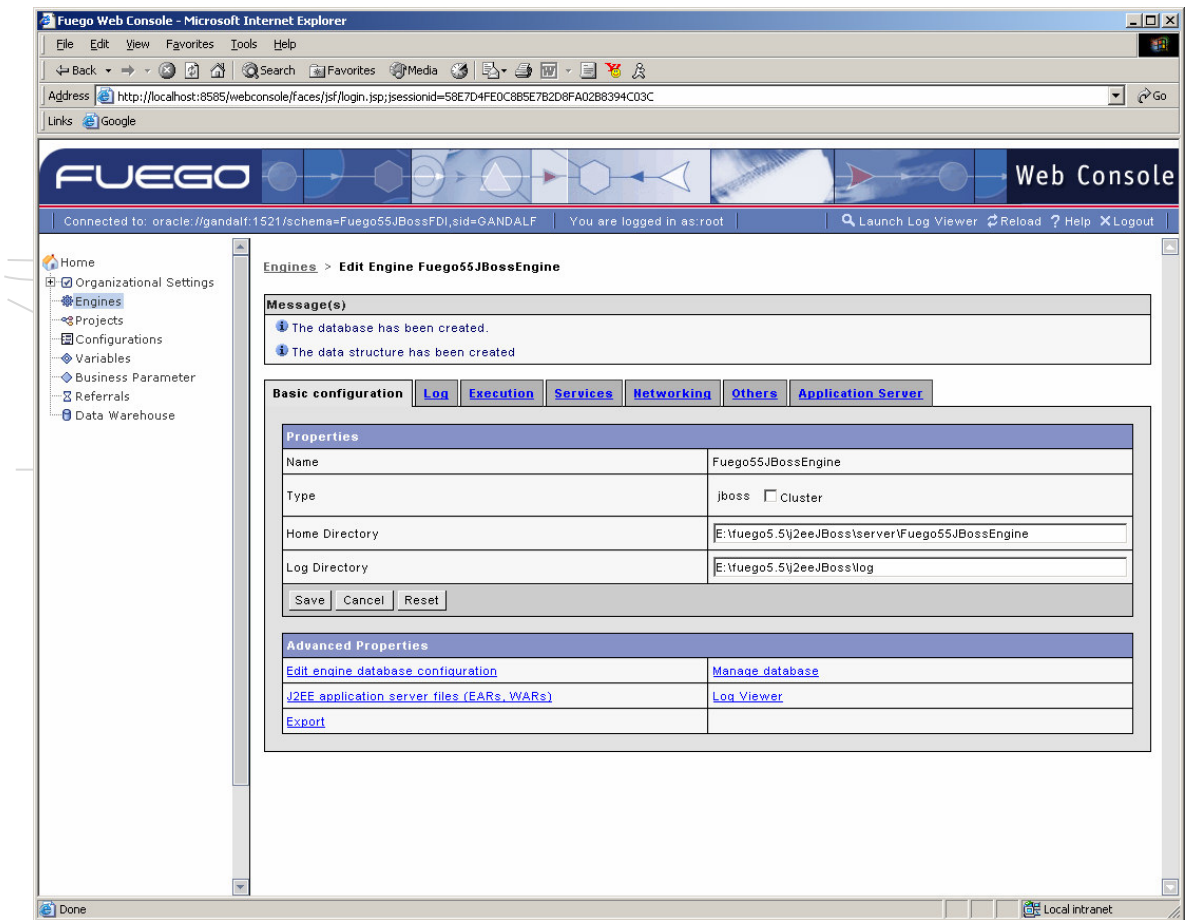 Fuego Web Console - Microsoft Internet Explorer
File Edit View Favorites Tools Help
Back Search Favorites Media
Address http://localhost:8585/webconsole/faces/jsf/login.jsp;jsessionid=58E7D4FE0C8B5E7B2D8FA02B8394C03C Go
Links Google
FUEGO Web Console
Connected to: oracle://gandalf:1521/schema=Fuego55JBossFDI,sid=GANDALF You are logged in as:root Launch Log Viewer Reload ? Help Logout
Home
Organizational Settings
Engines
Projects
Configurations
Variables
Business Parameter
Referrals
Data Warehouse
Engines > Edit Engine Fuego55JBossEngine
Message(s)
The database has been created.
The data structure has been created
Basic configuration Log Execution Services Networking Others Application Server
Properties
Name Fuego55JBossEngine
Type jboss Cluster
Home Directory E:\fuego5.5\j2eeJBoss\server\Fuego55JBossEngine
Log Directory E:\fuego5.5\j2eeJBoss\log
Save Cancel Reset
Advanced Properties
Edit engine database configuration Manage database
J2EE application server files (EARs, WARs) Log Viewer
Export
Done Local intranet